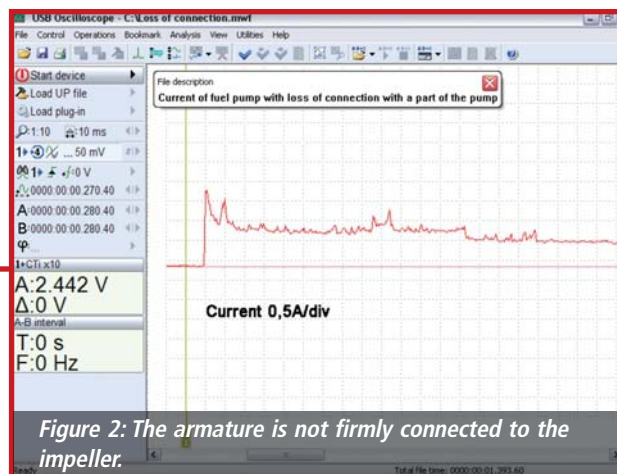 USB Oscilloscope - C:\Loss of connection.mwf
File Control Operations Bookmark Analysis View Utilities Help
Start device
Load UP file
Load plug-in
1:10 10 ms
1 4 ... 50 mV
1 0 V
0000:00:00.270.40
A:0000:00:00.280.40
B:0000:00:00.280.40
φ:...
1+CTi x10
A:2.442 V
Δ:0 V
A-B interval
T:0 s
F:0 Hz
File description
Current of fuel pump with loss of connection with a part of the pump
Current 0,5A/div
Figure 2: The armature is not firmly connected to the
impeller.
Ready Total file time: 0000:00:01.393.60